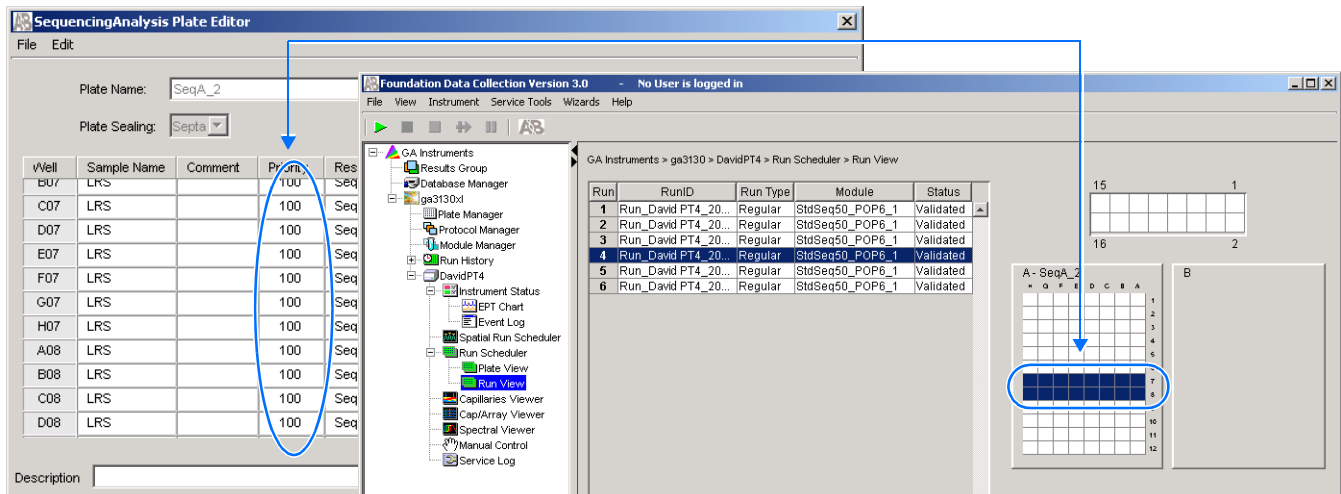 SequencingAnalysis Plate Editor
File Edit
Plate Name: SeqA_2
Plate Sealing: Septa
Well Sample Name Comment Priority Res
B07 LRS 100 Seq
C07 LRS 100 Seq
D07 LRS 100 Seq
E07 LRS 100 Seq
F07 LRS 100 Seq
G07 LRS 100 Seq
H07 LRS 100 Seq
A08 LRS 100 Seq
B08 LRS 100 Seq
C08 LRS 100 Seq
D08 LRS 100 Seq
Description
Foundation Data Collection Version 3.0 - No User is logged in
File View Instrument Service Tools Wizards Help
AB
GA Instruments
Results Group
Database Manager
ga3130xl
Plate Manager
Protocol Manager
Module Manager
Run History
DavidPT4
Instrument Status
EPT Chart
Event Log
Spatial Run Scheduler
Run Scheduler
Plate View
Run View
Capillaries Viewer
Cap/Array Viewer
Spectral Viewer
Manual Control
Service Log
GA Instruments > ga3130 > DavidPT4 > Run Scheduler > Run View
Run RunID Run Type Module Status
1 Run_David PT4_20... Regular StdSeq50_POP6_1 Validated
2 Run_David PT4_20... Regular StdSeq50_POP6_1 Validated
3 Run_David PT4_20... Regular StdSeq50_POP6_1 Validated
4 Run_David PT4_20... Regular StdSeq50_POP6_1 Validated
5 Run_David PT4_20... Regular StdSeq50_POP6_1 Validated
6 Run_David PT4_20... Regular StdSeq50_POP6_1 Validated
15 1
16 2
A - SeqA_2
H G F E D C B A
1
2
3
4
5
6
7
8
10
11
12
B